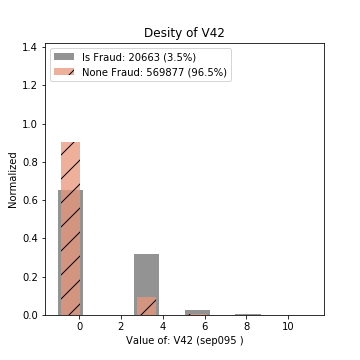 Desity of V42
Is Fraud: 20663 (3.5%)
None Fraud: 569877 (96.5%)
1.4
1.2
1.0
0.8
0.6
0.4
0.2
0.0
Normalized
0 2 4 6 8 10
Value of: V42 (sep095 )